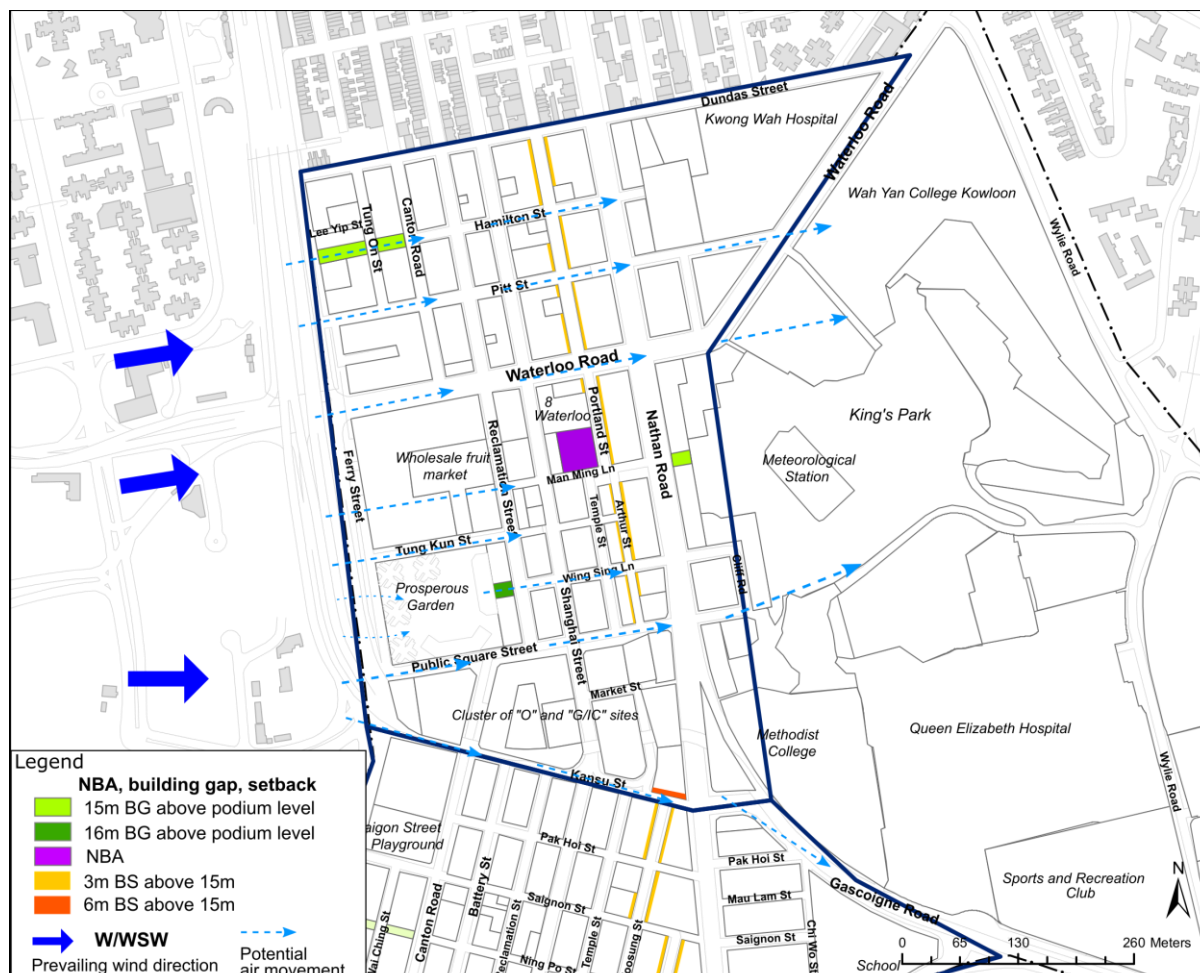 Dundas Street
Kwong Wah Hospital
Waterloo Road
Wah Yan College Kowloon
Wylie Road
Lee Yip St
Tung On St
Canton Road
Hamilton St
Pitt St
Waterloo Road
8
Waterloo
Portland St
Nathan Road
King's Park
Reclamation Street
Wholesale fruit
market
Man Ming Ln
Meteorological
Station
Ferry Street
Temple St
Arthur St
Tung Kun St
Wing Sing Ln
Cliff Rd
Prosperous
Garden
Shanghai Street
Public Square Street
Market St
Cluster of "O" and "G/IC" sites
Methodist
College
Queen Elizabeth Hospital
Wylie Road
Kansu St
Playground
Pak Hoi St
Pak Hoi St
Battery St
Saignon St
Mau Lam St
Saignon St
Canton Road
Reclamation St
Temple St
Ning Po St
Chi Wo St
Gascoigne Road
Sports and Recreation
Club
School
N
0 65 130 260 Meters
Legend
NBA, building gap, setback
15m BG above podium level
16m BG above podium level
NBA
3m BS above 15m
6m BS above 15m
W/WSW
Prevailing wind direction
Potential
air movement